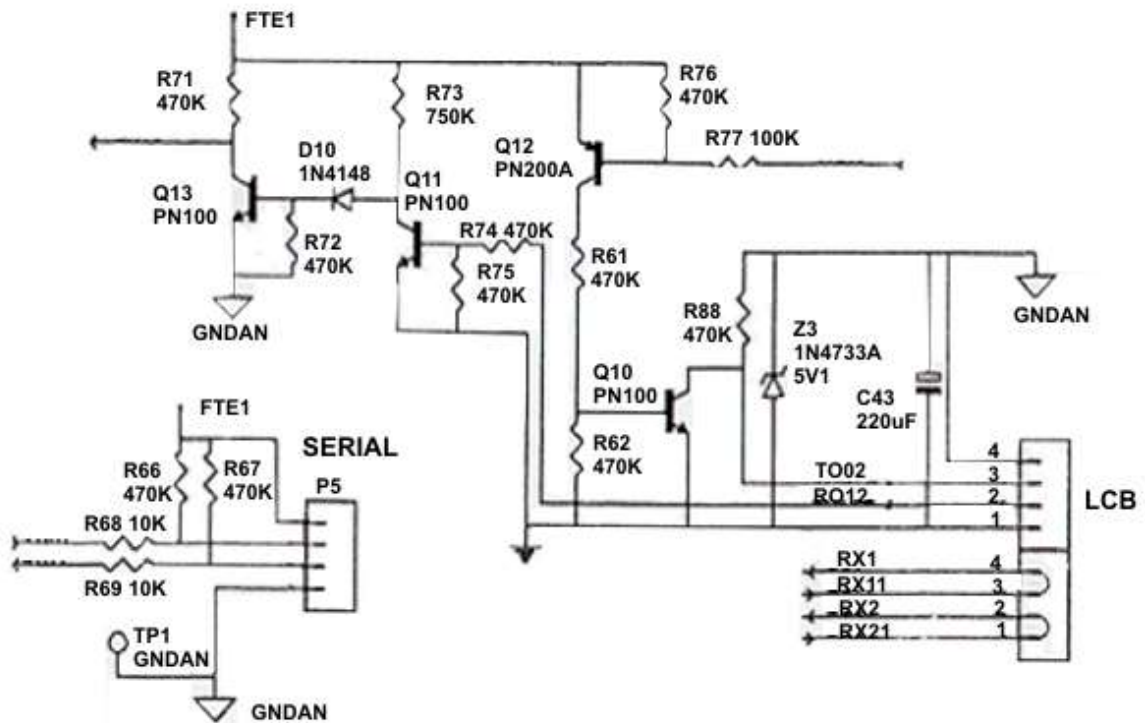 FTE1
R71
470K
R73
750K
R76
470K
R77 100K
D10
1N4148
Q12
PN200A
Q11
PN100
Q13
PN100
R72
470K
R74 470K
R75
470K
R61
470K
GNDAN
R88
470K
Z3
1N4733A
5V1
GNDAN
Q10
PN100
C43
220uF
FTE1
SERIAL
R66
470K
R67
470K
P5
R62
470K
R68 10K
R69 10K
TO02
RO12
4
3
2
1
LCB
RX1
RX11
RX2
RX21
4
3
2
1
TP1
GNDAN
GNDAN